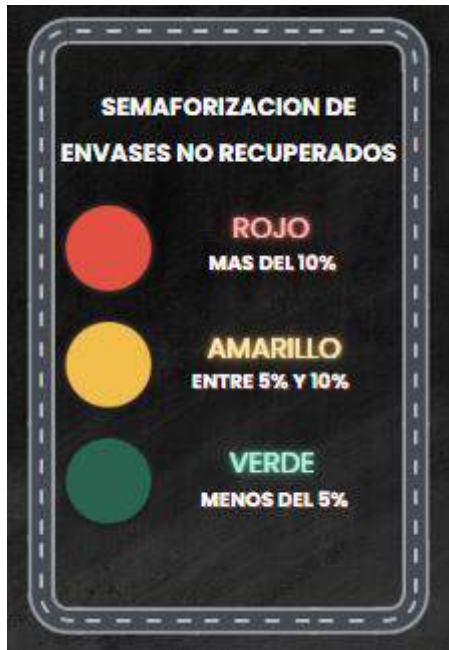 SEMAFORIZACION DE
ENVASES NO RECUPERADOS
ROJO
MAS DEL 10%
AMARILLO
ENTRE 5% Y 10%
VERDE
MENOS DEL 5%